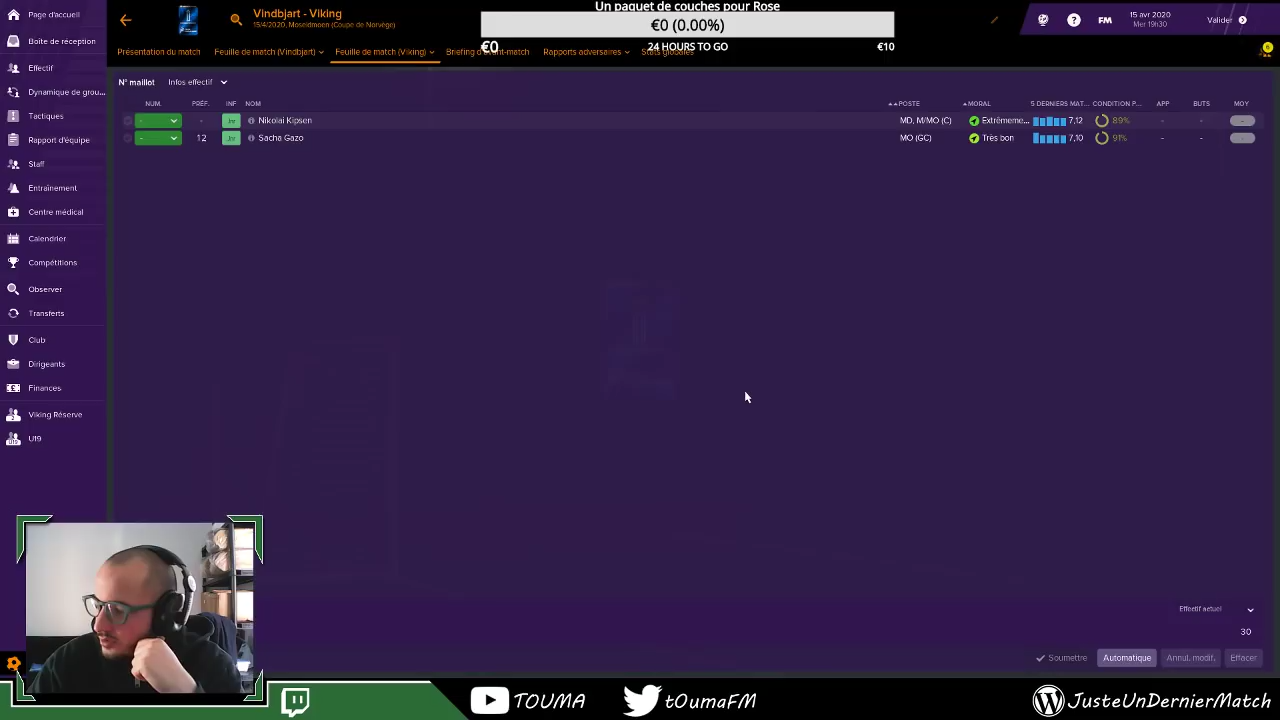 Un paquet de couches pour Rose
€0 (0.00%)
€0 24 HOURS TO GO €10
Vindbjart - Viking
15/4/2020, Moseidmoen (Coupe de Norvège)
FM
15 avr 2020
Mer 19h30
Valider
6
Présentation du match Feuille de match (Vindbjart) Feuille de match (Viking) Briefing d'avant-match Rapports adversaires Stats globales
Page d'accueil
Boîte de réception
Effectif
Dynamique de grou...
Tactiques
Rapport d'équipe
Staff
Entraînement
Centre médical
Calendrier
Compétitions
Observer
Transferts
Club
Dirigeants
Finances
Viking Réserve
U19
N° maillot Infos effectif
NUM. PRÉF. INF NOM POSTE MORAL 5 DERNIERS MAT... CONDITION P... APP BUTS MOY
- - Jnr Nikolai Kipsen MD, M/MO (C) Extrêmeme... 7,12 89% - - -
- 12 Jnr Sacha Gazo MO (GC) Très bon 7,10 91% - - -
Effectif actuel
30
Soumettre Automatique Annul. modif. Effacer
TOUMA tOumaFM JusteUnDernierMatch